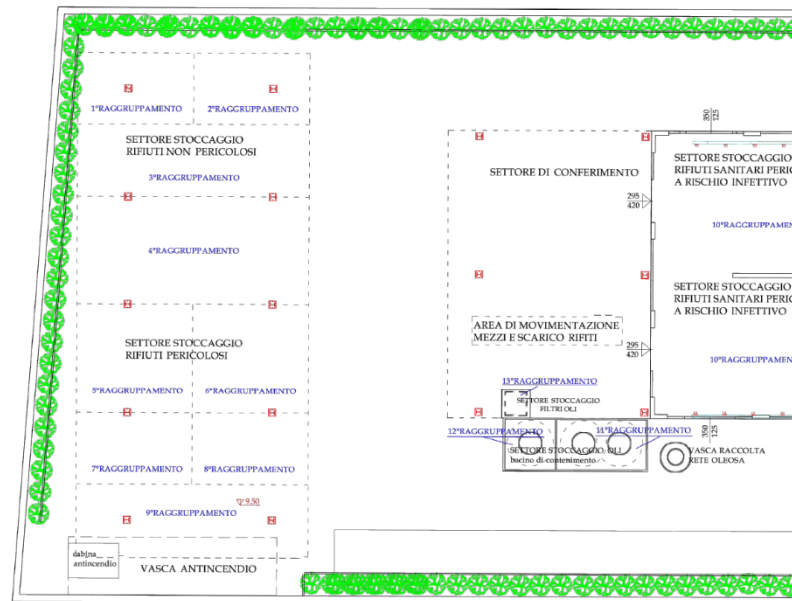 1°RAGGRUPPAMENTO
2°RAGGRUPPAMENTO
SETTORE STOCCAGGIO
RIFIUTI NON PERICOLOSI
3°RAGGRUPPAMENTO
4°RAGGRUPPAMENTO
SETTORE STOCCAGGIO
RIFIUTI PERICOLOSI
5°RAGGRUPPAMENTO
6°RAGGRUPPAMENTO
7°RAGGRUPPAMENTO
8°RAGGRUPPAMENTO
9.50
9°RAGGRUPPAMENTO
VASCA ANTINCENDIO
antincendio
SETTORE DI CONFERIMENTO
AREA DI MOVIMENTAZIONE
MEZZI E SCARICO RIFITI
13°RAGGRUPPAMENTO
SETTORE STOCCAGGIO
FILTRI OLI
12°RAGGRUPPAMENTO
SETTORE STOCCAGGIO OLI
bacino di contenimento
VASCA RACCOLTA
RETE OLEOSA
350
125
295
420
SETTORE STOCCAGGIO
RIFIUTI SANITARI PERIC
A RISCHIO INFETTIVO
10°RAGGRUPPAMEN
SETTORE STOCCAGGIO
RIFIUTI SANITARI PERIC
A RISCHIO INFETTIVO
295
420
10°RAGGRUPPAMEN
350
125